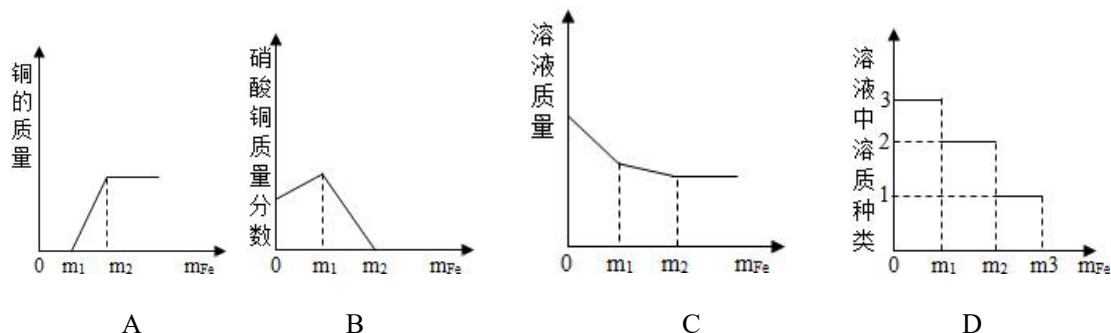 铜的质量
0 m₁ m₂ mFe
A
硝酸铜质量分数
0 m₁ m₂ mFe
B
溶液质量
0 m₁ m₂ mFe
C
溶液中溶质种类
3
2
1
0 m₁ m₂ m3 mFe
D